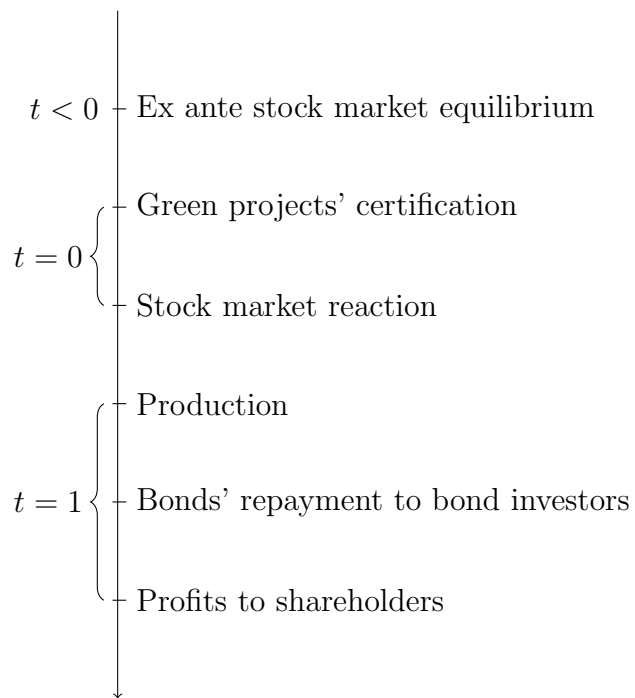 t < 0 Ex ante stock market equilibrium
Green projects' certification
t = 0
Stock market reaction
Production
t = 1 Bonds' repayment to bond investors
Profits to shareholders